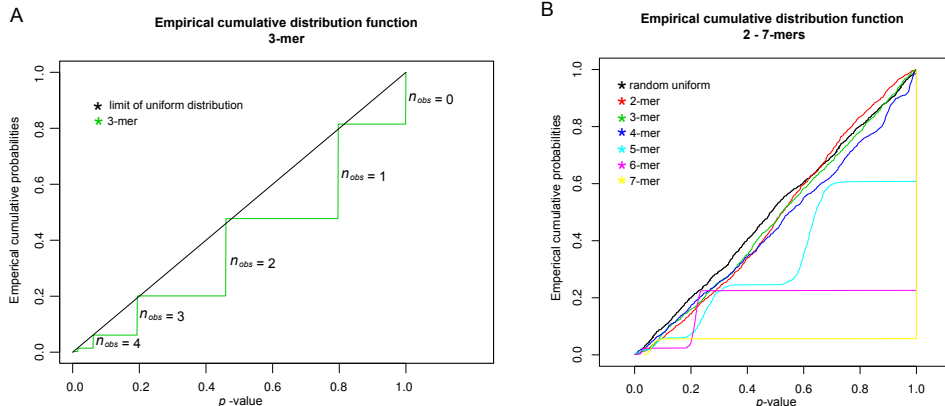 A
Empirical cumulative distribution function
3-mer
Emperical cumulative probabilities
1.0
0.8
0.6
0.4
0.2
0.0
limit of uniform distribution
3-mer
n_obs = 0
n_obs = 1
n_obs = 2
n_obs = 3
n_obs = 4
0.0 0.2 0.4 0.6 0.8 1.0
p -value
B
Empirical cumulative distribution function
2 - 7-mers
Emperical cumulative probabilities
1.0
0.8
0.6
0.4
0.2
0.0
random uniform
2-mer
3-mer
4-mer
5-mer
6-mer
7-mer
0.0 0.2 0.4 0.6 0.8 1.0
p-value